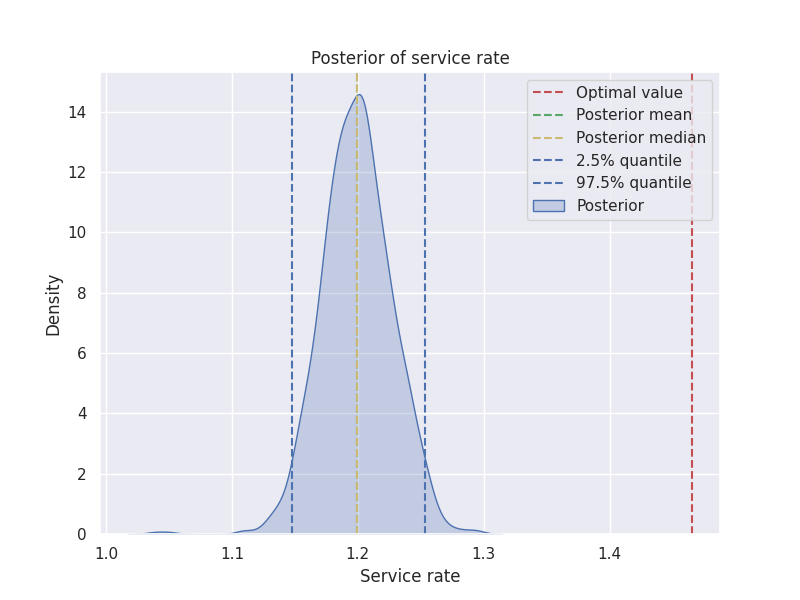 Posterior of service rate
Optimal value
Posterior mean
Posterior median
2.5% quantile
97.5% quantile
Posterior
Density
14
12
10
8
6
4
2
0
1.0 1.1 1.2 1.3 1.4
Service rate